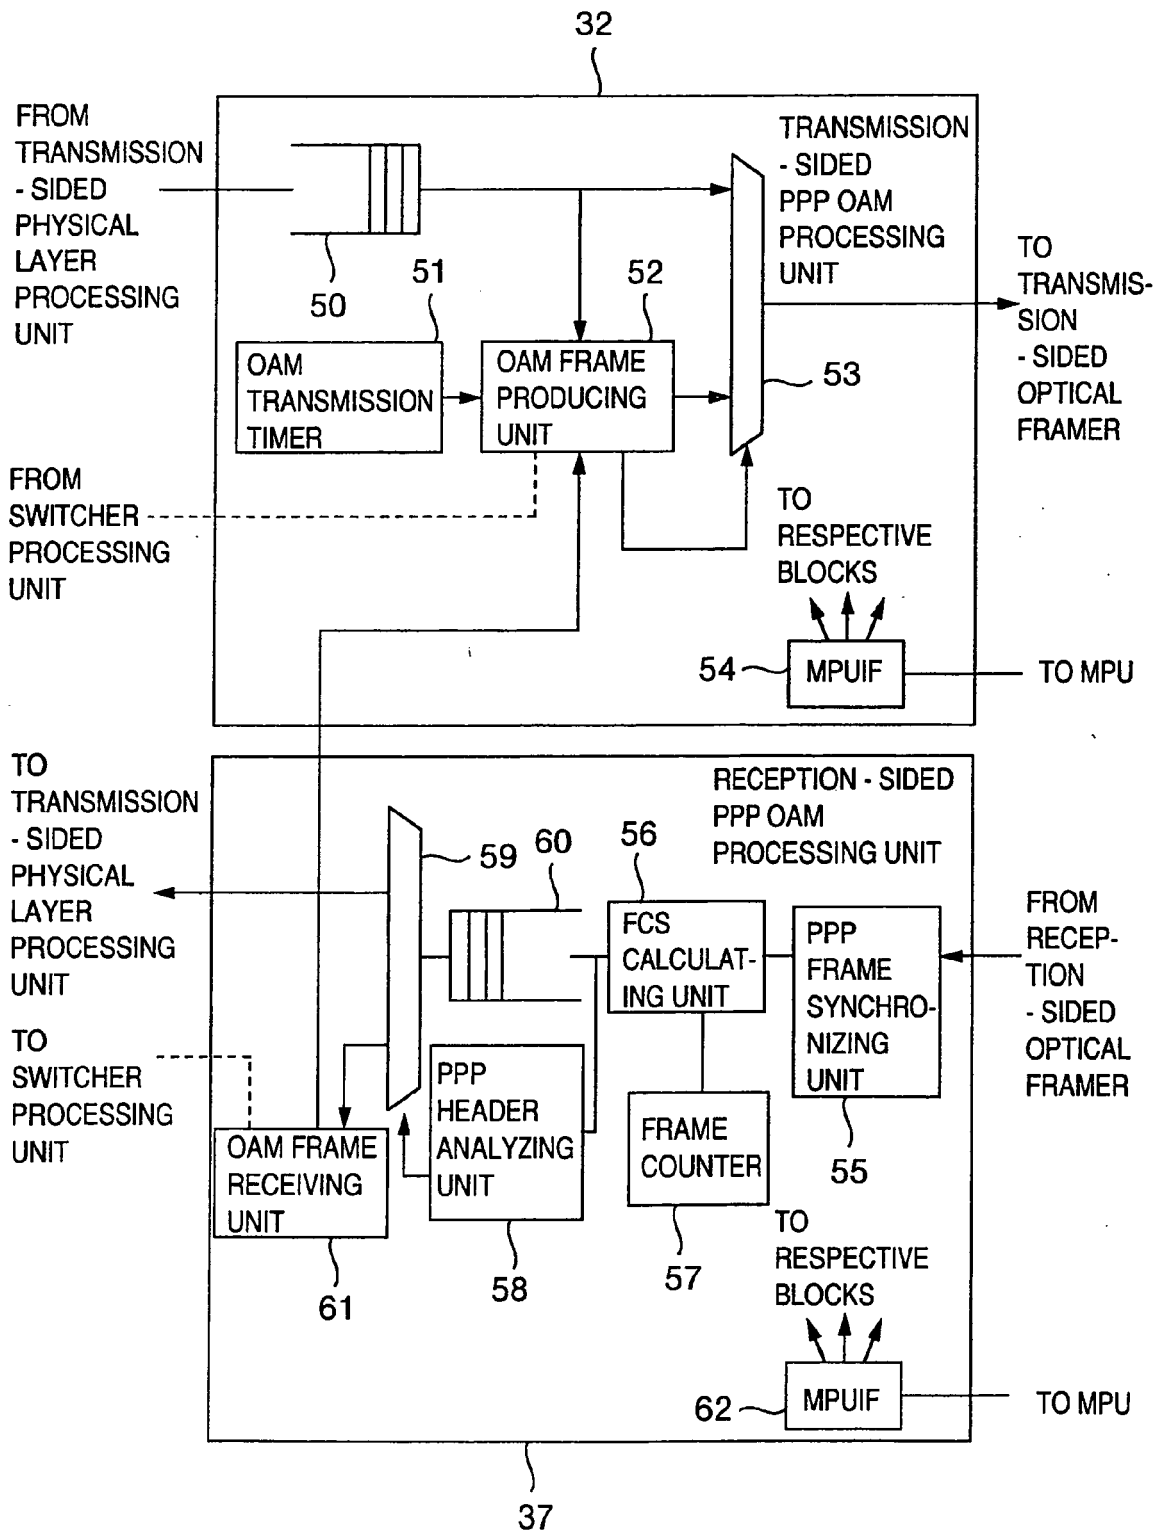 32
FROM
TRANSMISSION
- SIDED
PHYSICAL
LAYER
PROCESSING
UNIT
50
TRANSMISSION
- SIDED
PPP OAM
PROCESSING
UNIT
TO
TRANSMIS-
SION
- SIDED
OPTICAL
FRAMER
51
OAM
TRANSMISSION
TIMER
52
OAM FRAME
PRODUCING
UNIT
53
FROM
SWITCHER
PROCESSING
UNIT
TO
RESPECTIVE
BLOCKS
54
MPUIF
TO MPU
TO
TRANSMISSION
- SIDED
PHYSICAL
LAYER
PROCESSING
UNIT
RECEPTION - SIDED
PPP OAM
PROCESSING UNIT
59
60
56
FCS
CALCULAT-
ING UNIT
PPP
FRAME
SYNCHRO-
NIZING
UNIT
55
FROM
RECEP-
TION
- SIDED
OPTICAL
FRAMER
TO
SWITCHER
PROCESSING
UNIT
OAM FRAME
RECEIVING
UNIT
61
PPP
HEADER
ANALYZING
UNIT
58
FRAME
COUNTER
57
TO
RESPECTIVE
BLOCKS
62
MPUIF
TO MPU
37